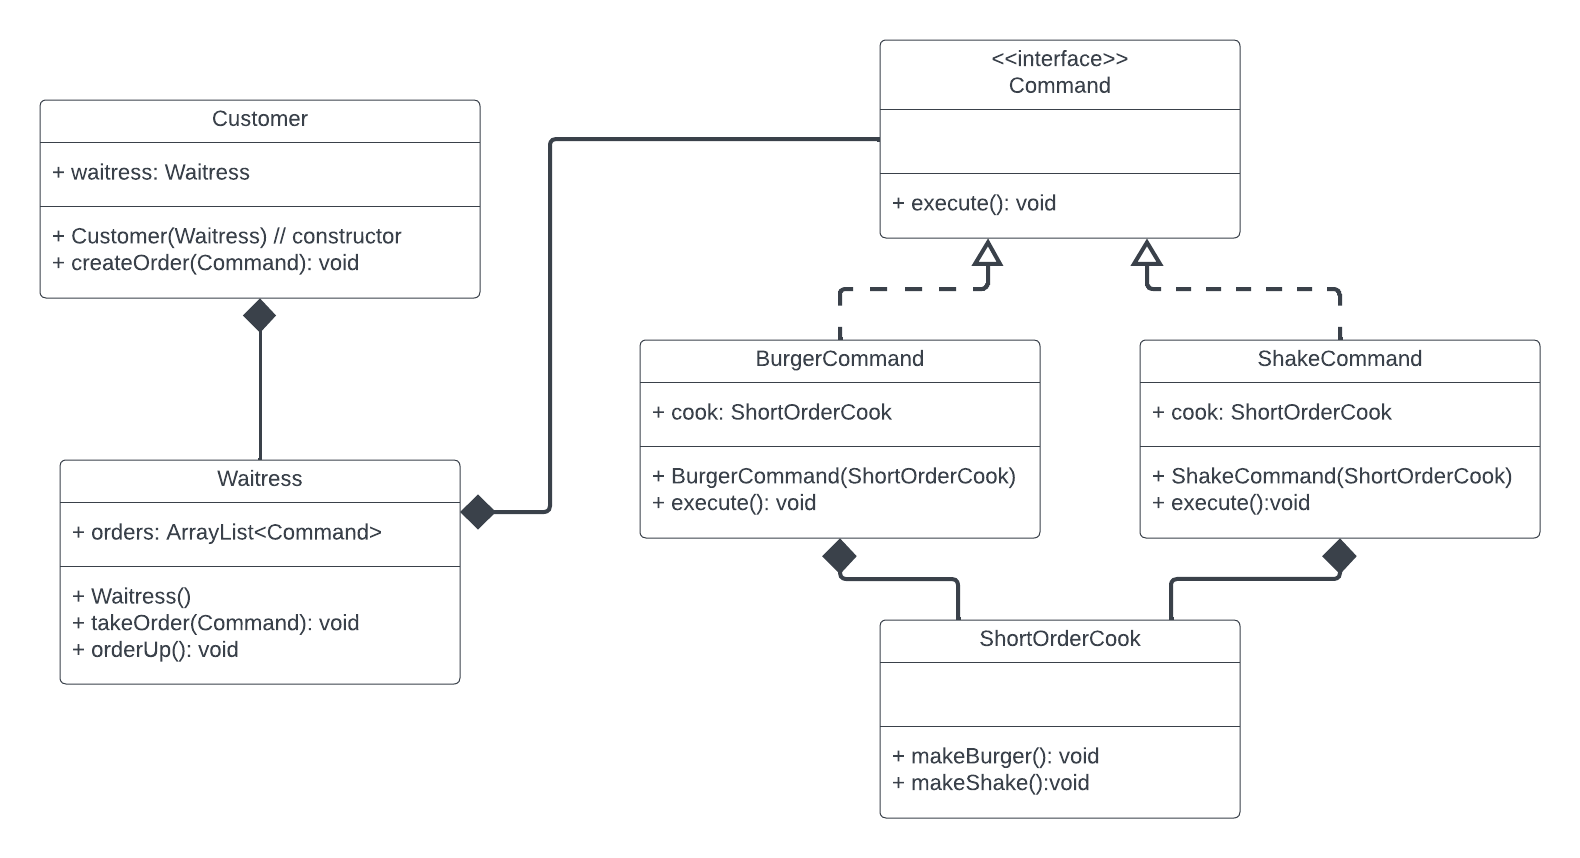 Customer
+ waitress: Waitress
+ Customer(Waitress) // constructor
+ createOrder(Command): void
<<interface>>
Command
+ execute(): void
Waitress
+ orders: ArrayList<Command>
+ Waitress()
+ takeOrder(Command): void
+ orderUp(): void
BurgerCommand
+ cook: ShortOrderCook
+ BurgerCommand(ShortOrderCook)
+ execute(): void
ShakeCommand
+ cook: ShortOrderCook
+ ShakeCommand(ShortOrderCook)
+ execute():void
ShortOrderCook
+ makeBurger(): void
+ makeShake():void